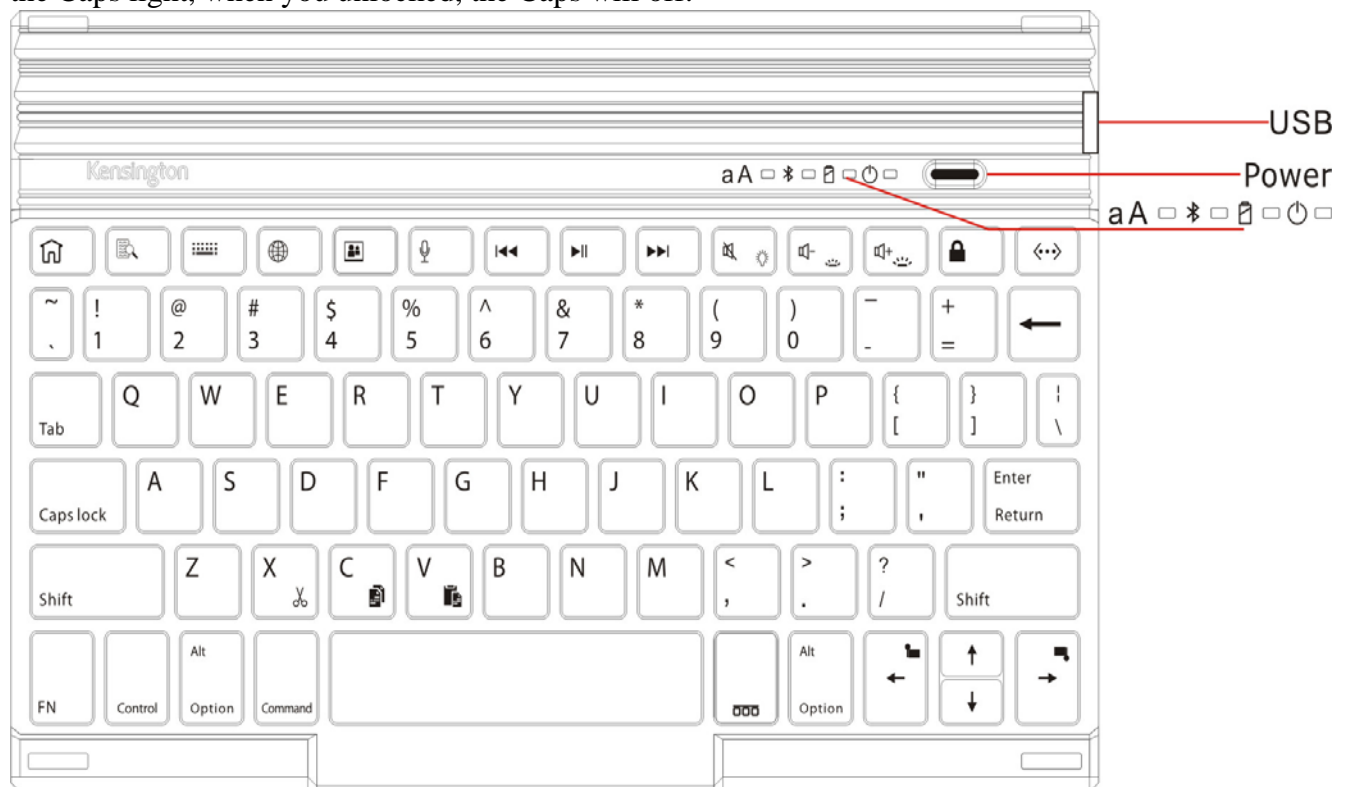 the Caps light, when you unlocked, the Caps will off.
USB
Kensington
aA
Power
aA
~ ! @ # $ % ^ & * ( ) _ +
` 1 2 3 4 5 6 7 8 9 0 - =
Q W E R T Y U I O P { } ¦
Tab [ ] \
A S D F G H J K L : " Enter
Caps lock ; ' Return
Z X C V B N M < > ?
Shift , . / Shift
Alt Alt
FN Control Option Command Option